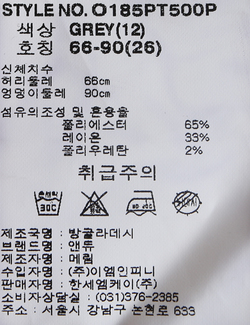 STYLE NO. O185PT500P
색상 GREY(12)
호칭 66-90(26)
신체치수
허리둘레 66cm
엉덩이둘레 90cm
섬유의조성 및 혼용율
폴리에스터 65%
레이온 33%
폴리우레탄 2%
취급주의
30C
제조국명 : 방글라데시
브랜드명 : 앤류
제조자명 : 메림
수입자명 : (주)이엠인피니
판매자명 : 한세엠케이(주)
소비자상담실 : (031)376-2385
주소 : 서울시 강남구 논현로 633